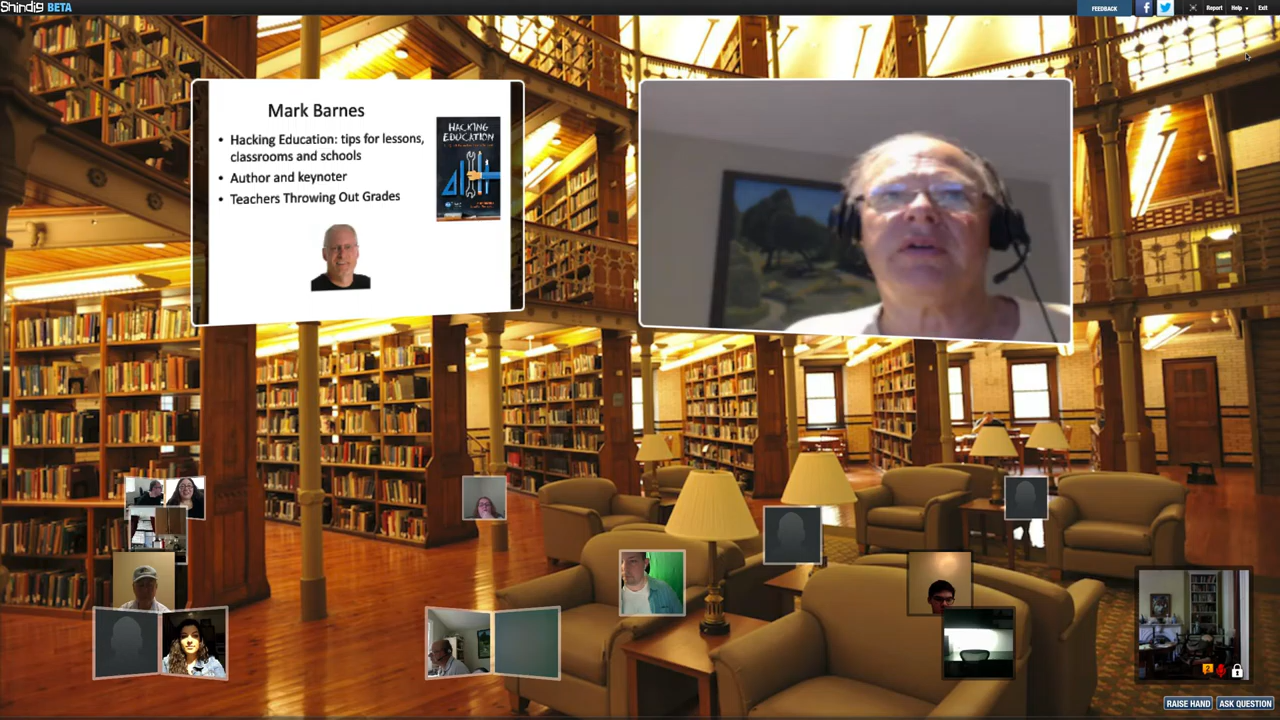 Shindig BETA
FEEDBACK
Report
Help
Exit
Mark Barnes
• Hacking Education: tips for lessons,
classrooms and schools
• Author and keynoter
• Teachers Throwing Out Grades
HACKING
EDUCATION
RAISE HAND
ASK QUESTION